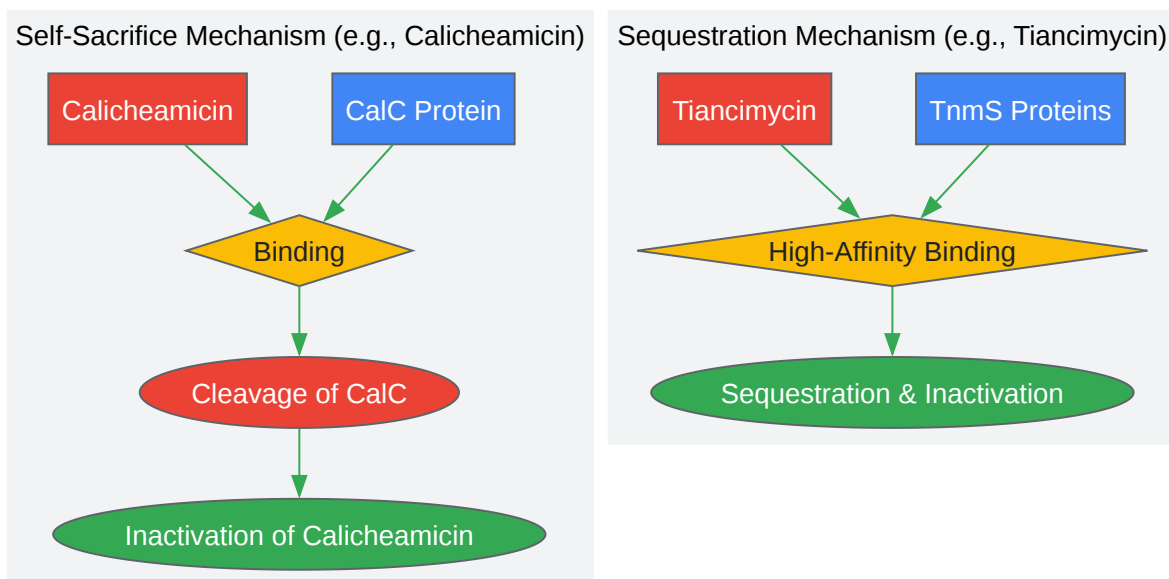 Self-Sacrifice Mechanism (e.g., Calicheamicin)
Calicheamicin
CalC Protein
Binding
Cleavage of CalC
Inactivation of Calicheamicin
Sequestration Mechanism (e.g., Tiancimycin)
Tiancimycin
TnmS Proteins
High-Affinity Binding
Sequestration & Inactivation